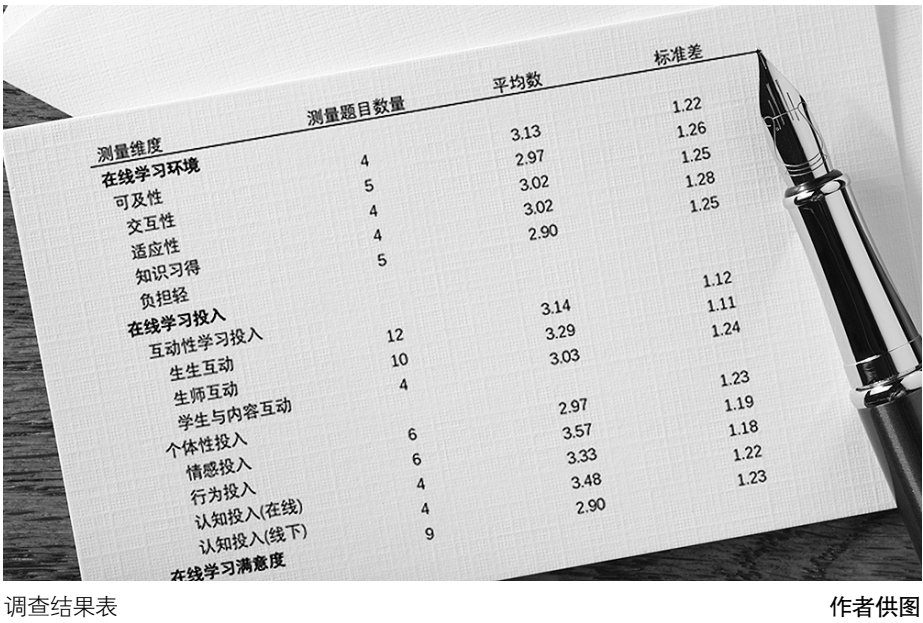 测量维度 测量题目数量 平均数 标准差
在线学习环境
可及性 4 3.13 1.22
交互性 5 2.97 1.26
适应性 4 3.02 1.25
知识习得 4 3.02 1.28
负担轻 5 2.90 1.25
在线学习投入
互动性学习投入
生生互动 12 3.14 1.12
生师互动 10 3.29 1.11
学生与内容互动 4 3.03 1.24
个体性投入
情感投入 6 2.97 1.23
行为投入 6 3.57 1.19
认知投入(在线) 4 3.33 1.18
认知投入(线下) 4 3.48 1.22
在线学习满意度 9 2.90 1.23
调查结果表 作者供图